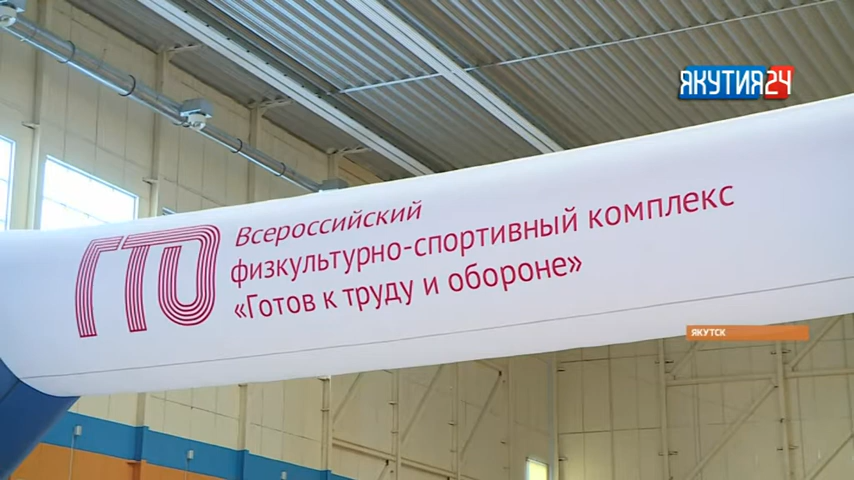 ЯКУТИЯ24
ГТО
Всероссийский
физкультурно-спортивный комплекс
«Готов к труду и обороне»
ЯКУТСК